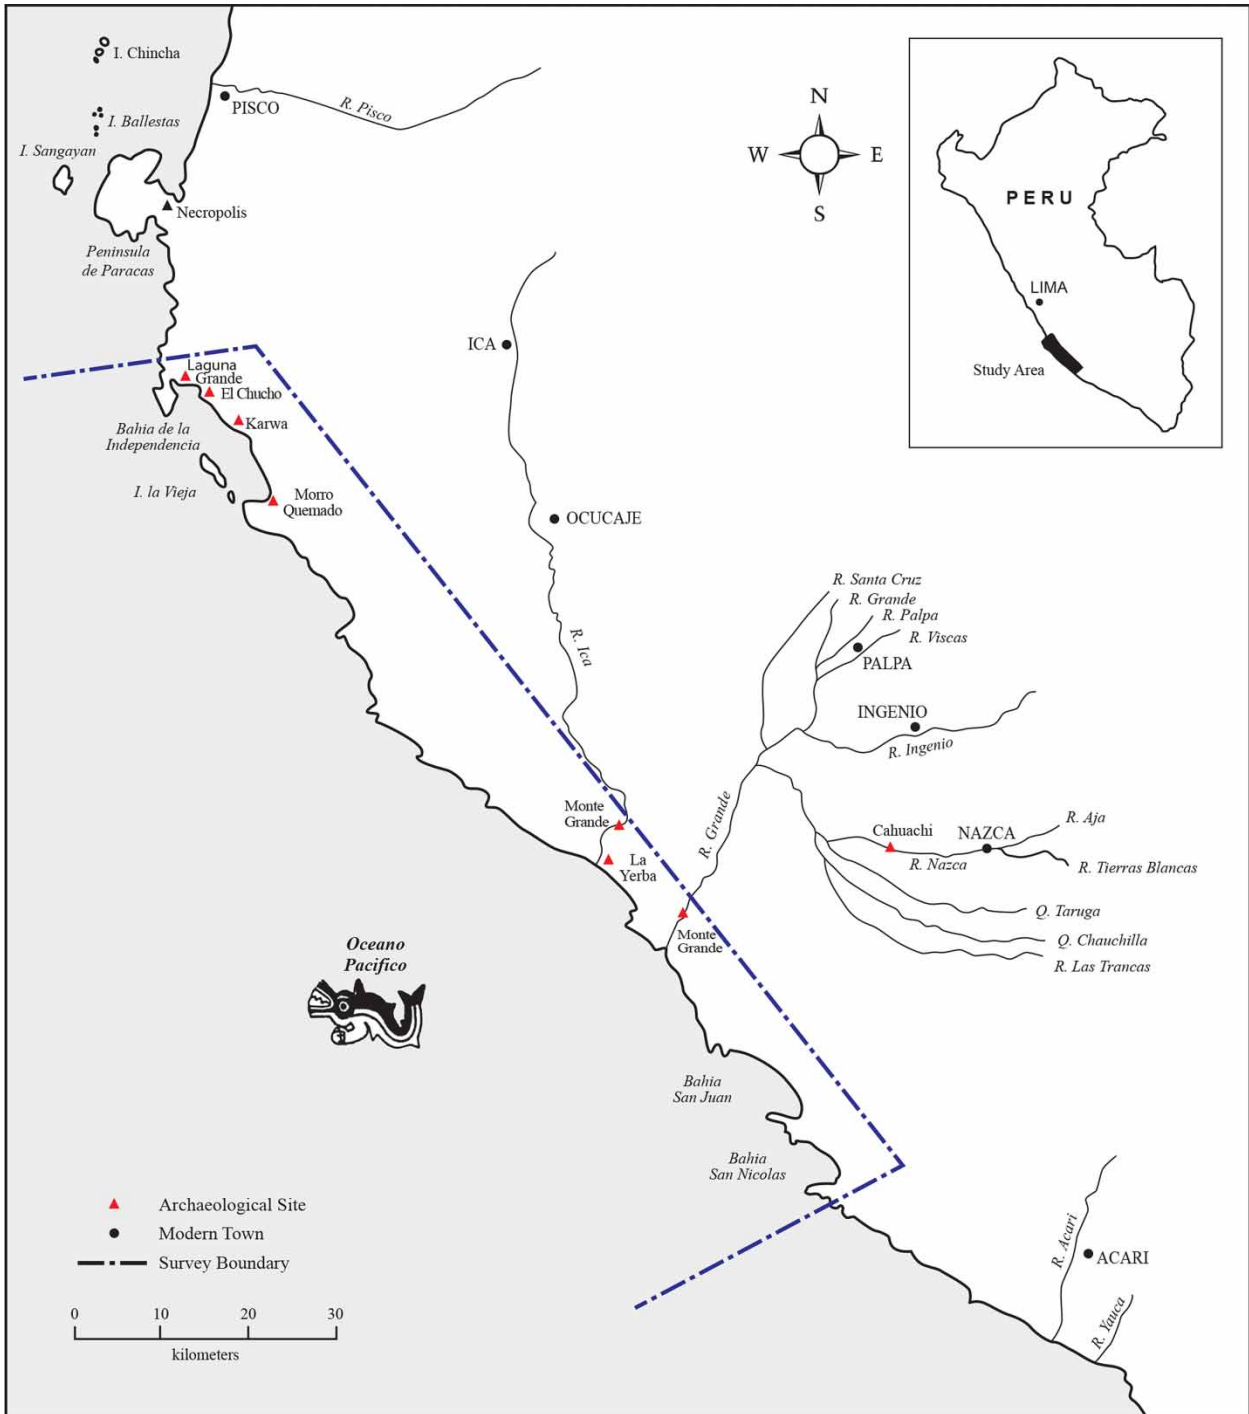 I. Chincha
PISCO
R. Pisco
I. Ballestas
I. Sangayan
Necropolis
Peninsula
de Paracas
N
W
E
S
PERU
LIMA
Study Area
ICA
Laguna
Grande
El Chucho
Karwa
Bahia de la
Independencia
I. la Vieja
Morro
Quemado
OCUCAJE
R. Ica
R. Santa Cruz
R. Grande
R. Palpa
R. Viscas
PALPA
INGENIO
R. Ingenio
Monte
Grande
R. Grande
La
Yerba
Cahuachi
NAZCA
R. Aja
R. Nazca
R. Tierras Blancas
Q. Taruga
Q. Chauchilla
R. Las Trancas
Monte
Grande
Oceano
Pacifico
Bahia
San Juan
Bahia
San Nicolas
R. Acari
ACARI
R. Yauca
Archaeological Site
Modern Town
Survey Boundary
0 10 20 30
kilometers